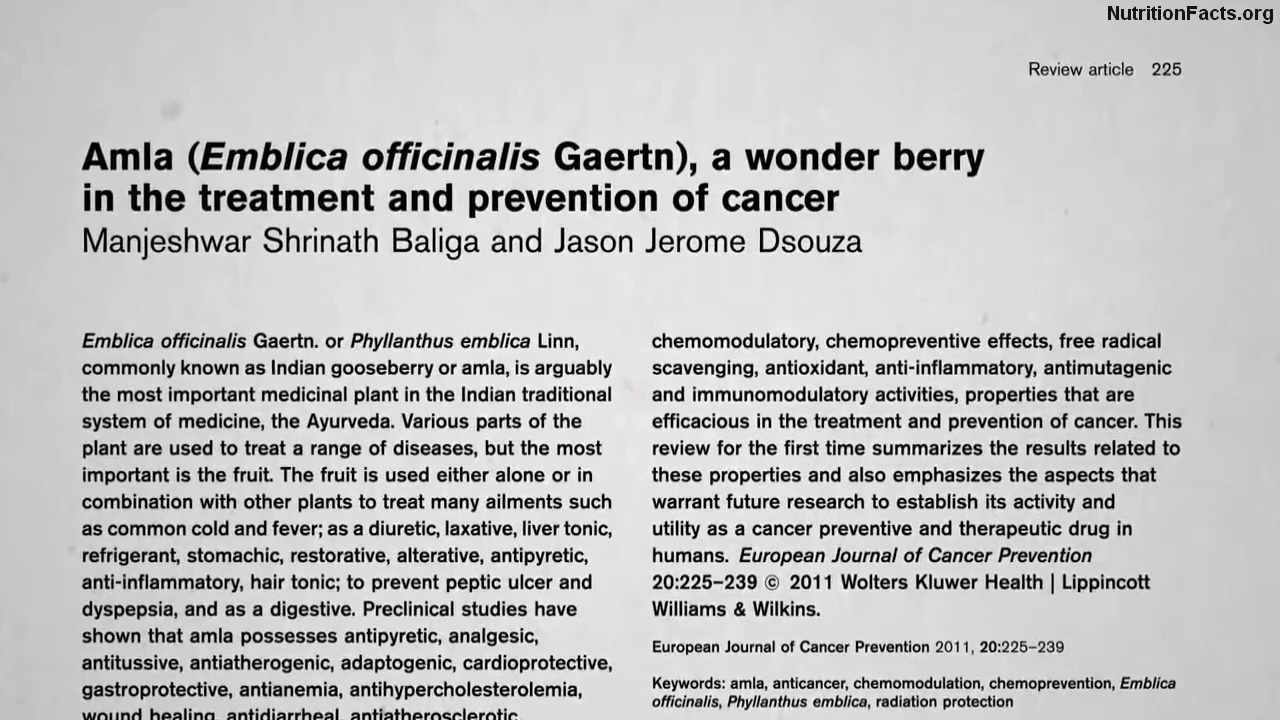 NutritionFacts.org
Review article 225
Amla (Emblica officinalis Gaertn), a wonder berry
in the treatment and prevention of cancer
Manjeshwar Shrinath Baliga and Jason Jerome Dsouza
Emblica officinalis Gaertn. or Phyllanthus emblica Linn,
commonly known as Indian gooseberry or amla, is arguably
the most important medicinal plant in the Indian traditional
system of medicine, the Ayurveda. Various parts of the
plant are used to treat a range of diseases, but the most
important is the fruit. The fruit is used either alone or in
combination with other plants to treat many ailments such
as common cold and fever; as a diuretic, laxative, liver tonic,
refrigerant, stomachic, restorative, alterative, antipyretic,
anti-inflammatory, hair tonic; to prevent peptic ulcer and
dyspepsia, and as a digestive. Preclinical studies have
shown that amla possesses antipyretic, analgesic,
antitussive, antiatherogenic, adaptogenic, cardioprotective,
gastroprotective, antianemia, antihypercholesterolemia,
wound healing, antidiarrheal, antiatherosclerotic,
chemomodulatory, chemopreventive effects, free radical
scavenging, antioxidant, anti-inflammatory, antimutagenic
and immunomodulatory activities, properties that are
efficacious in the treatment and prevention of cancer. This
review for the first time summarizes the results related to
these properties and also emphasizes the aspects that
warrant future research to establish its activity and
utility as a cancer preventive and therapeutic drug in
humans. European Journal of Cancer Prevention
20:225–239 © 2011 Wolters Kluwer Health | Lippincott
Williams & Wilkins.
European Journal of Cancer Prevention 2011, 20:225–239
Keywords: amla, anticancer, chemomodulation, chemoprevention, Emblica
officinalis, Phyllanthus emblica, radiation protection